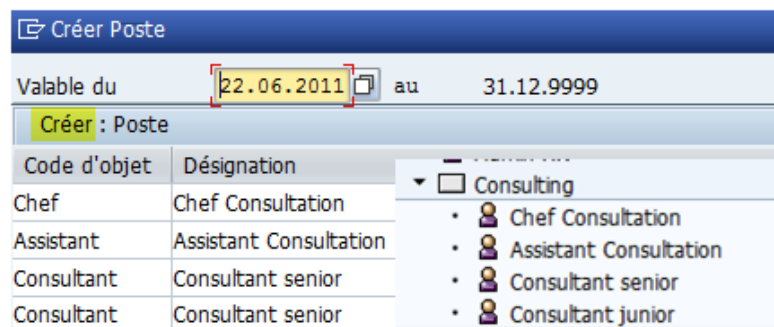 Créer Poste
Valable du 22.06.2011 au 31.12.9999
Créer : Poste
Code d'objet Désignation
Chef Chef Consultation
Assistant Assistant Consultation
Consultant Consultant senior
Consultant Consultant senior
Consulting
Chef Consultation
Assistant Consultation
Consultant senior
Consultant junior